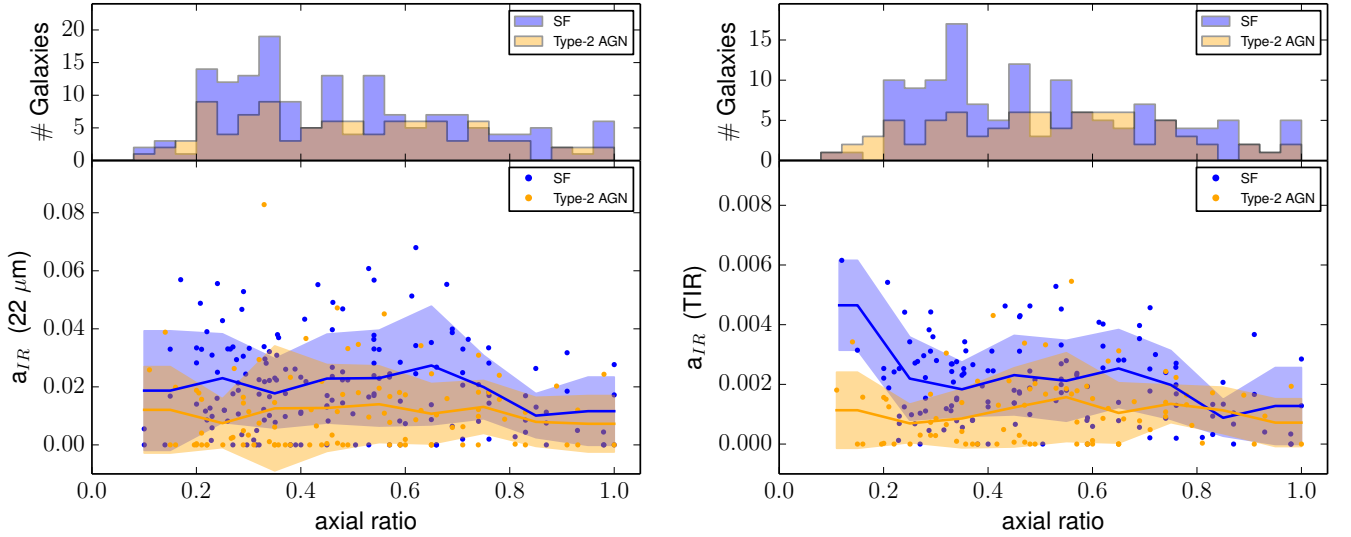 # Galaxies
20
15
10
5
0
SF
Type-2 AGN
a_{IR} (22 μm)
0.08
0.06
0.04
0.02
0.00
SF
Type-2 AGN
0.0 0.2 0.4 0.6 0.8 1.0
axial ratio
# Galaxies
15
10
5
0
SF
Type-2 AGN
a_{IR} (TIR)
0.008
0.006
0.004
0.002
0.000
SF
Type-2 AGN
0.0 0.2 0.4 0.6 0.8 1.0
axial ratio